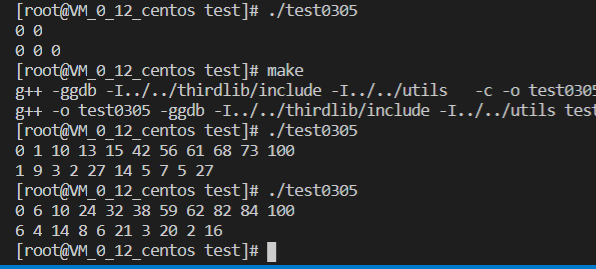 [root@VM_0_12_centos test]# ./test0305
0 0
0 0 0
[root@VM_0_12_centos test]# make
g++ -ggdb -I../../thirdlib/include -I../../utils   -c -o test0305
g++ -o test0305 -ggdb -I../../thirdlib/include -I../../utils test
[root@VM_0_12_centos test]# ./test0305
0 1 10 13 15 42 56 61 68 73 100
1 9 3 2 27 14 5 7 5 27
[root@VM_0_12_centos test]# ./test0305
0 6 10 24 32 38 59 62 82 84 100
6 4 14 8 6 21 3 20 2 16
[root@VM_0_12_centos test]#